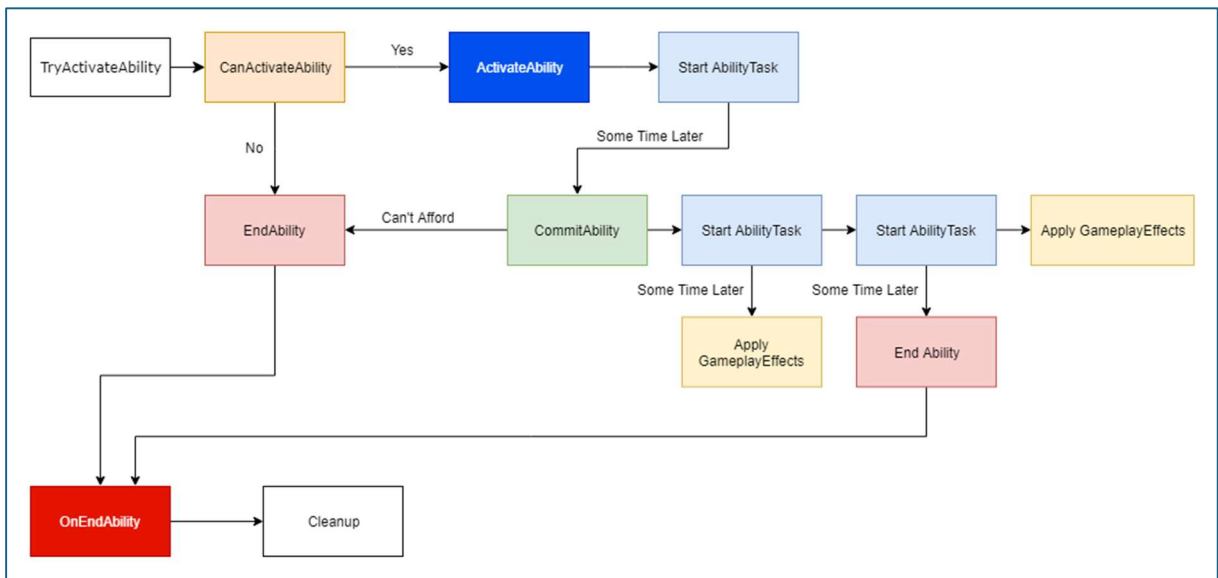 TryActivateAbility
CanActivateAbility
Yes
ActivateAbility
Start AbilityTask
No
Some Time Later
EndAbility
Can't Afford
CommitAbility
Start AbilityTask
Start AbilityTask
Apply GameplayEffects
Some Time Later
Some Time Later
Apply
GameplayEffects
End Ability
OnEndAbility
Cleanup